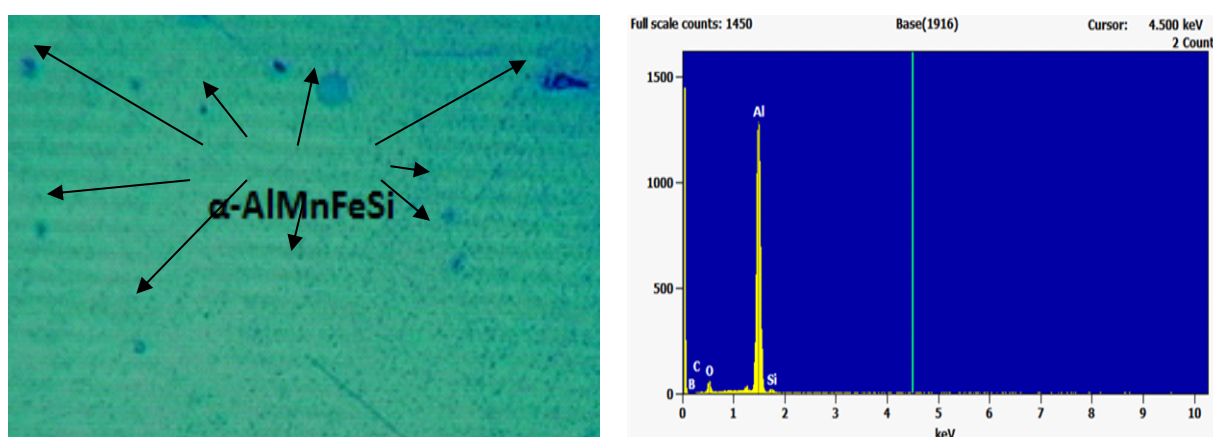 α-AlMnFeSi
Full scale counts: 1450 Base(1916) Cursor: 4.500 keV
2 Count
1500
Al
1000
500
C
O
B
Si
0
0 1 2 3 4 5 6 7 8 9 10
keV